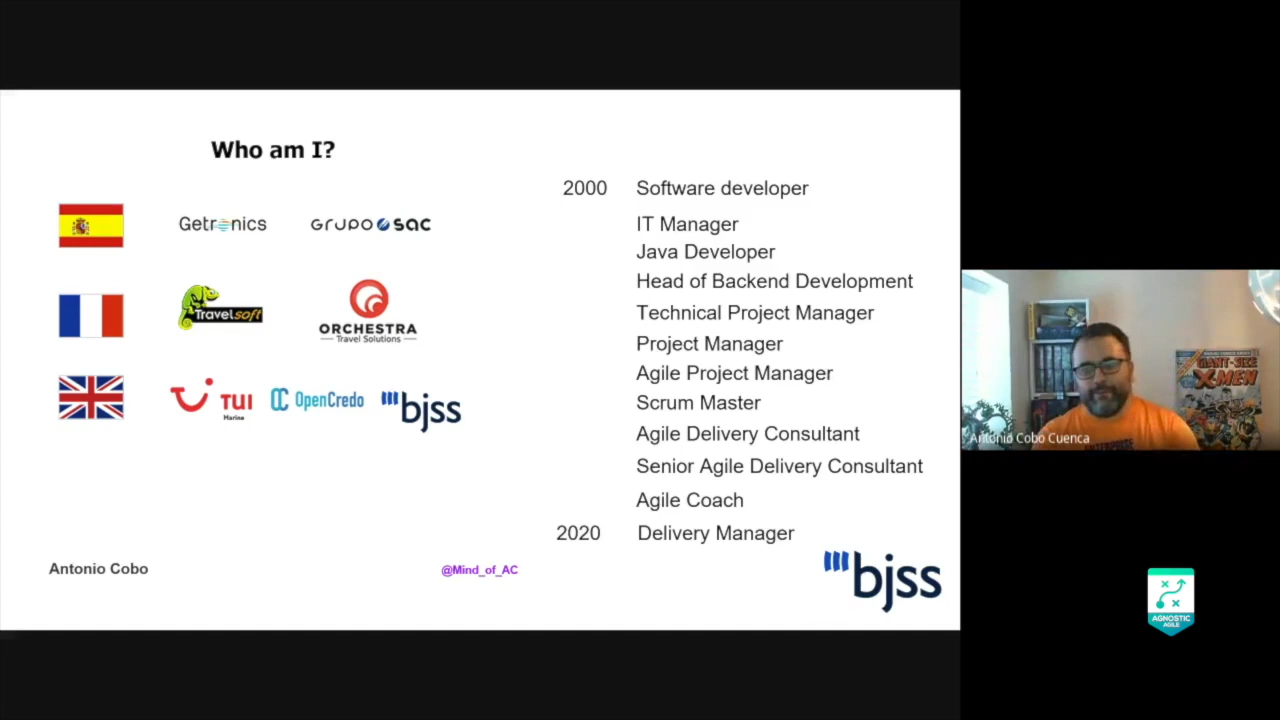 Who am I?
Getronics
GRUPO SAC
Travelsoft
ORCHESTRA
Travel Solutions
TUI
Marine
OpenCredo
bjss
2000 Software developer
IT Manager
Java Developer
Head of Backend Development
Technical Project Manager
Project Manager
Agile Project Manager
Scrum Master
Agile Delivery Consultant
Senior Agile Delivery Consultant
Agile Coach
2020 Delivery Manager
Antonio Cobo
@Mind_of_AC
bjss
GIANT-SIZE
X-MEN
Antonio Cobo Cuenca
AGNOSTIC
AGILE